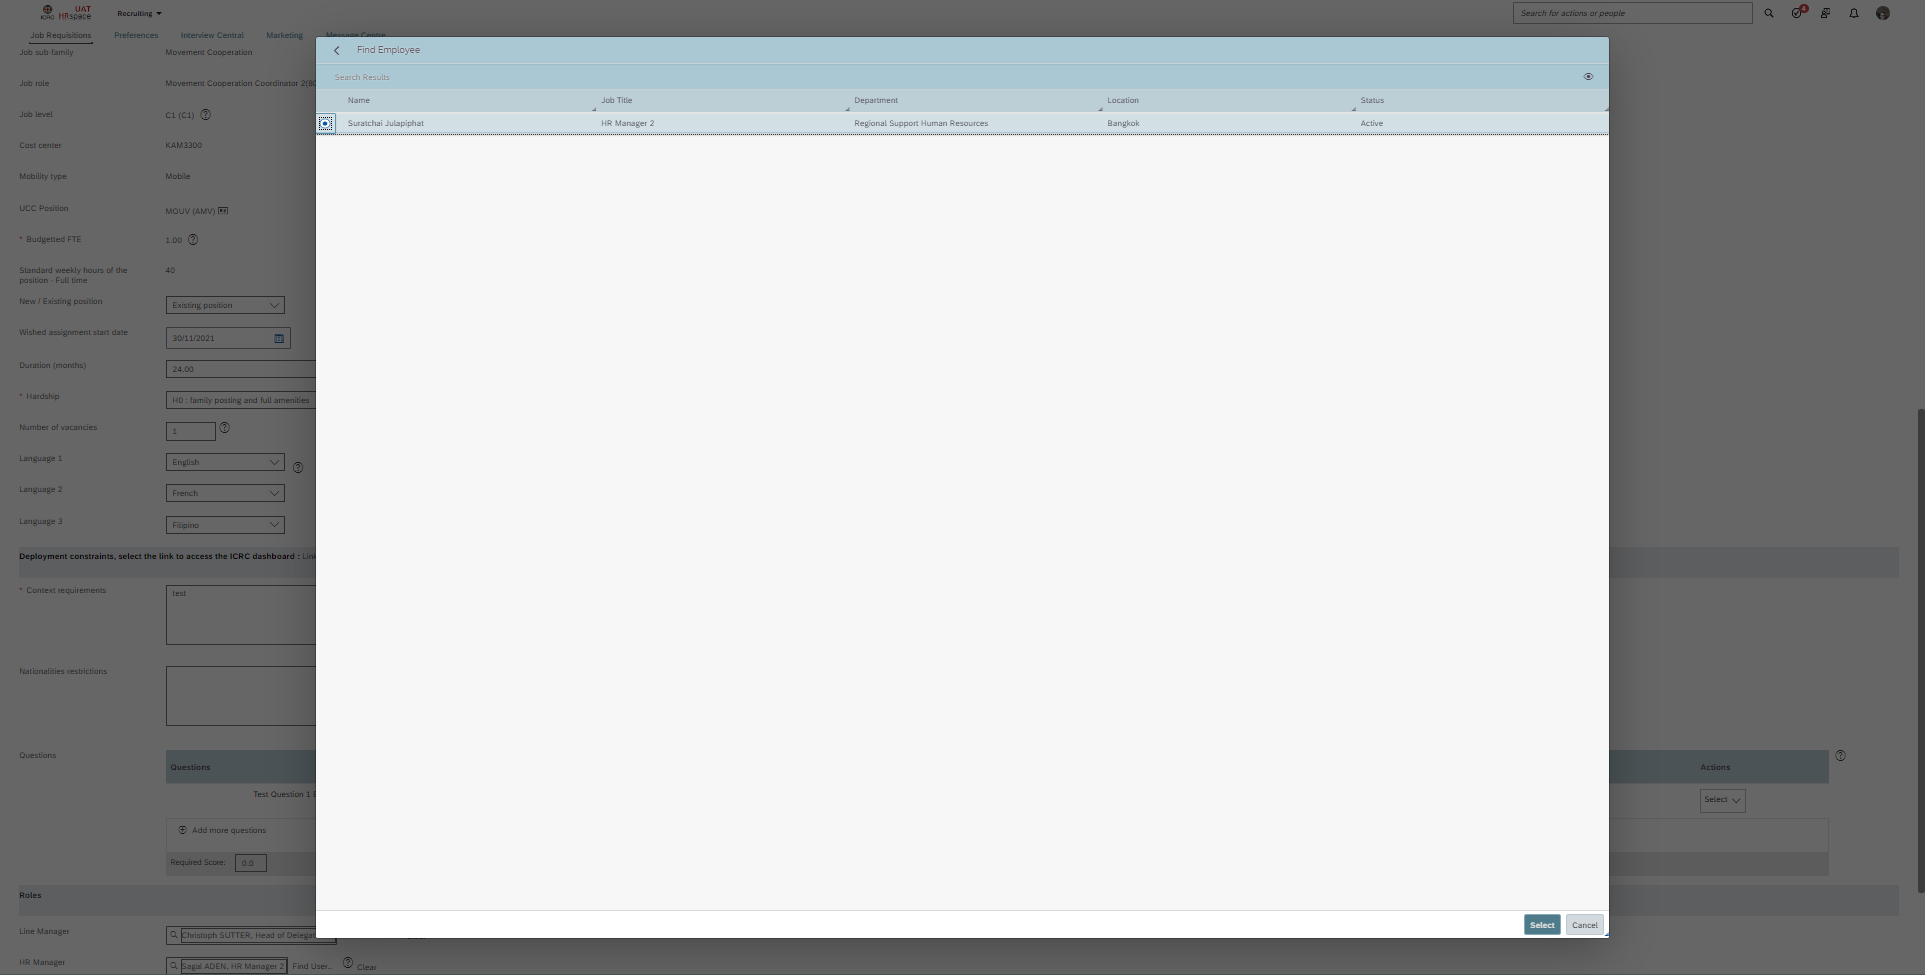 ICRC UAT HRspace
Recruiting
Search for actions or people
4
Job Requisitions Preferences Interview Central Marketing Message Centre
Find Employee
Search Results
Name Job Title Department Location Status
Suratchai Julapiphat HR Manager 2 Regional Support Human Resources Bangkok Active
Job sub family Movement Cooperation
Job role Movement Cooperation Coordinator 2(80
Job level C1 (C1)
Cost center KAM3300
Mobility type Mobile
UCC Position MOUV (AMV)
* Budgetted FTE 1.00
Standard weekly hours of the position - Full time 40
New / Existing position Existing position
Wished assignment start date 30/11/2021
Duration (months) 24.00
* Hardship H0 : family posting and full amenities
Number of vacancies 1
Language 1 English
Language 2 French
Language 3 Filipino
Deployment constraints, select the link to access the ICRC dashboard : Link
* Context requirements test
Nationalities restrictions
Questions
Questions Actions
Test Question 1 E Select
Add more questions
Required Score: 0.0
Roles
Select Cancel
Line Manager Christoph SUTTER, Head of Delegat
HR Manager Sagal ADEN, HR Manager 2 Find User... Clear